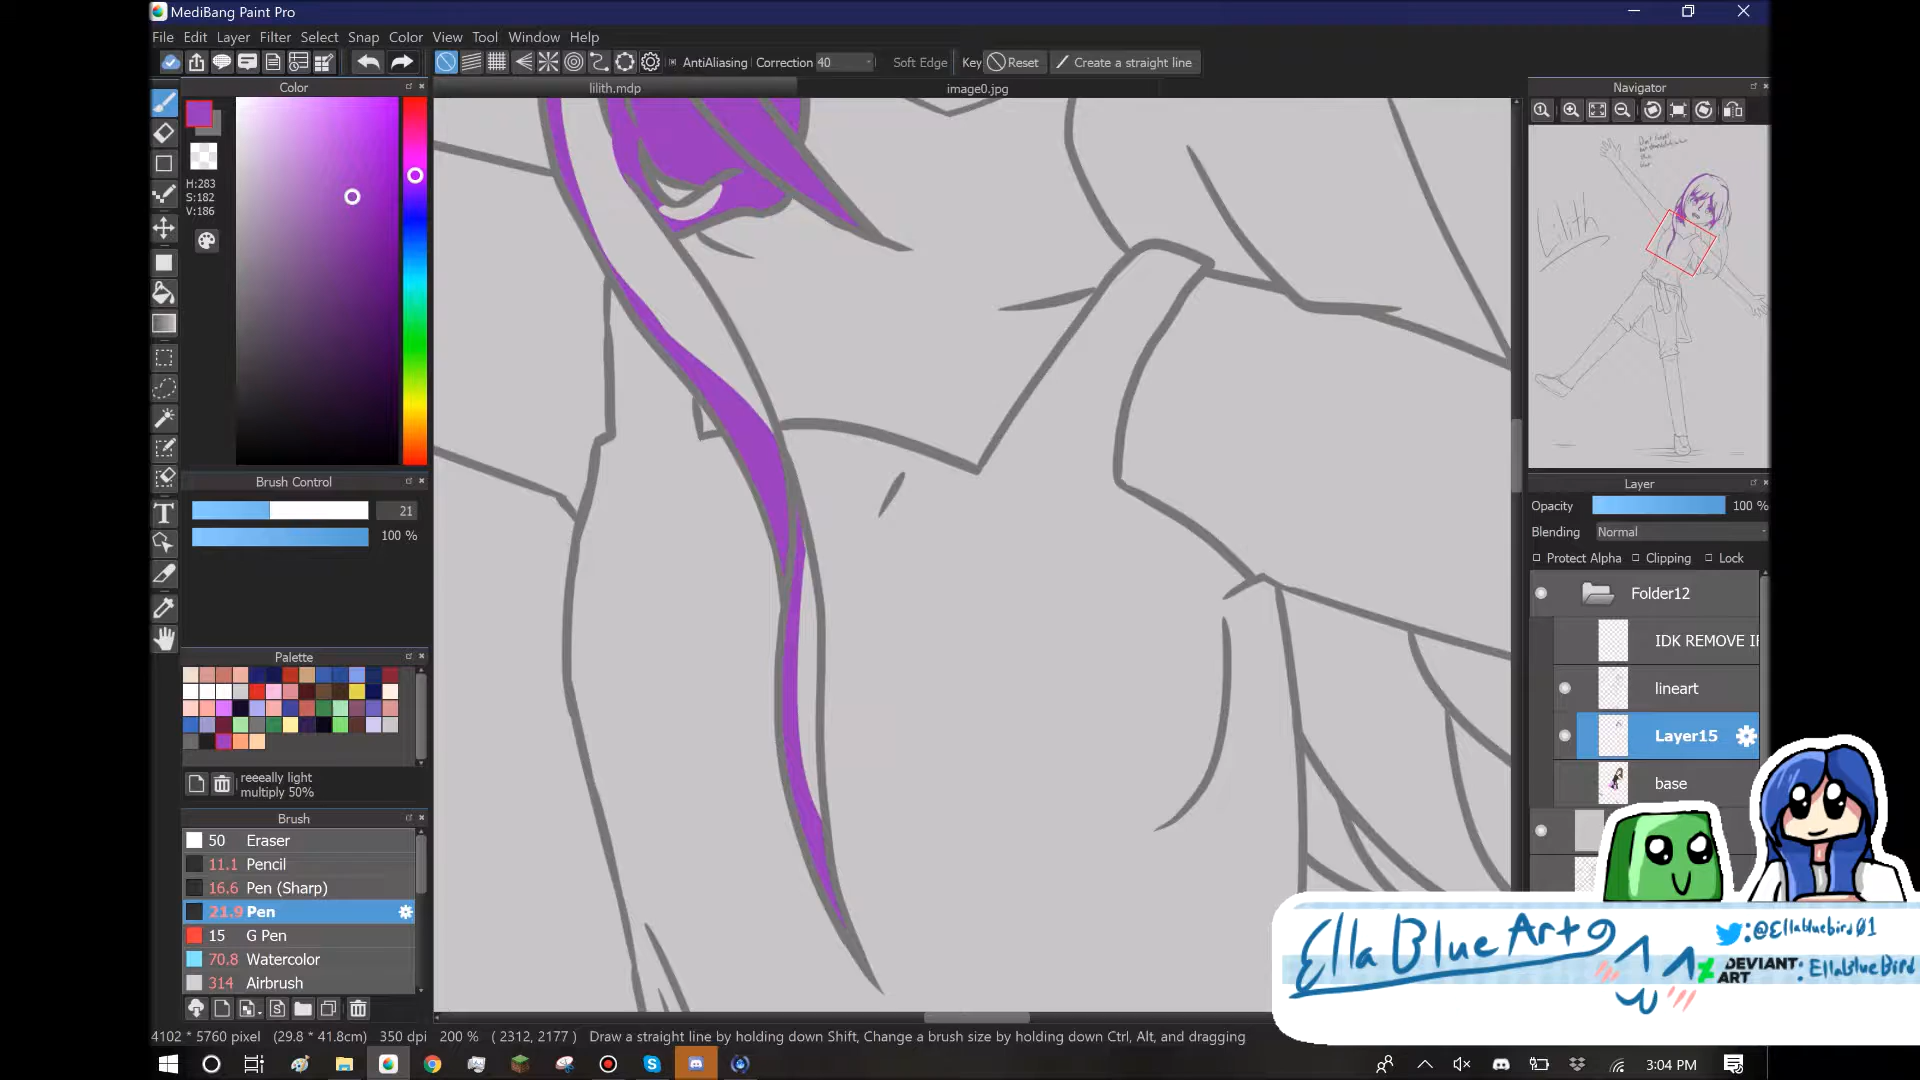 MediBang Paint Pro
File Edit Layer Filter Select Snap Color View Tool Window Help
AntiAliasing Correction 40 Soft Edge Key Reset Create a straight line
Color
lilith.mdp
image0.jpg
Navigator
H:283
S:182
V:186
Lilith
Brush Control
21
100 %
Layer
Opacity 100 %
Blending Normal
Protect Alpha Clipping Lock
Folder12
IDK REMOVE
lineart
Layer15
base
Palette
reeeally light
multiply 50%
Brush
50 Eraser
11.1 Pencil
16.6 Pen (Sharp)
21.9 Pen
15 G Pen
70.8 Watercolor
314 Airbrush
Ella Blue Art
:@Ellabluebird01
DEVIANT ART : EllaBlueBird
4102 * 5760 pixel (29.8 * 41.8cm) 350 dpi 200 % ( 2312, 2177 ) Draw a straight line by holding down Shift, Change a brush size by holding down Ctrl, Alt, and dragging
3:04 PM